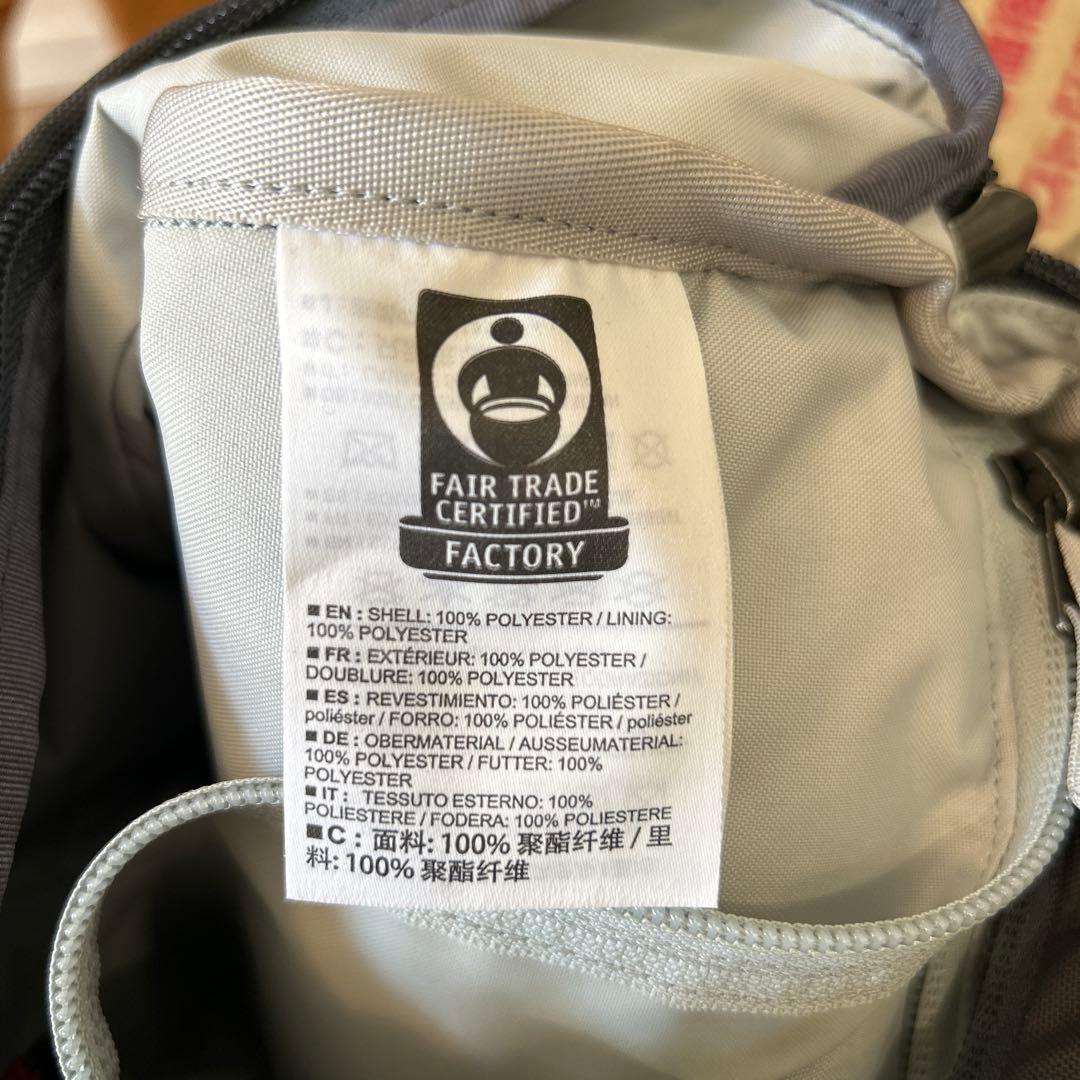 FAIR TRADE
CERTIFIED™
FACTORY
■ EN : SHELL: 100% POLYESTER / LINING:
100% POLYESTER
■ FR : EXTÉRIEUR: 100% POLYESTER /
DOUBLURE: 100% POLYESTER
■ ES : REVESTIMIENTO: 100% POLIÉSTER /
poliéster / FORRO: 100% POLIÉSTER / poliéster
■ DE : OBERMATERIAL / AUSSEUMATERIAL:
100% POLYESTER / FUTTER: 100%
POLYESTER
■ IT : TESSUTO ESTERNO: 100%
POLIESTERE / FODERA: 100% POLIESTERE
■ C : 面料: 100% 聚酯纤维 / 里
料: 100% 聚酯纤维